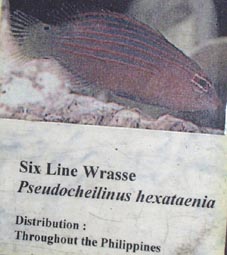 Six Line Wrasse
Pseudocheilinus hexataenia
Distribution :
Throughout the Philippines